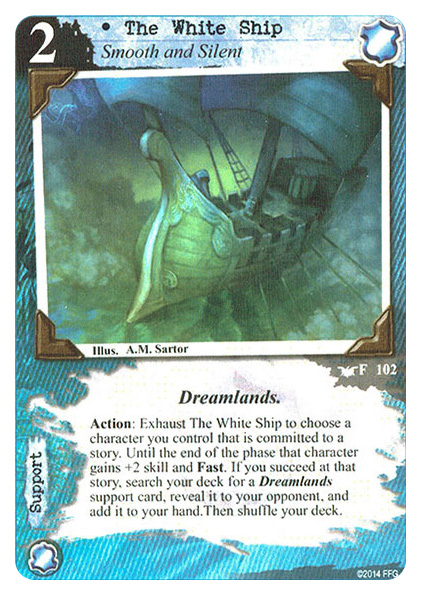 2
• The White Ship
Smooth and Silent
Illus. A.M. Sartor
F 102
Dreamlands.
Action: Exhaust The White Ship to choose a
character you control that is committed to a
story. Until the end of the phase that character
gains +2 skill and Fast. If you succeed at that
story, search your deck for a Dreamlands
support card, reveal it to your opponent, and
add it to your hand.Then shuffle your deck.
Support
©2014 FFG